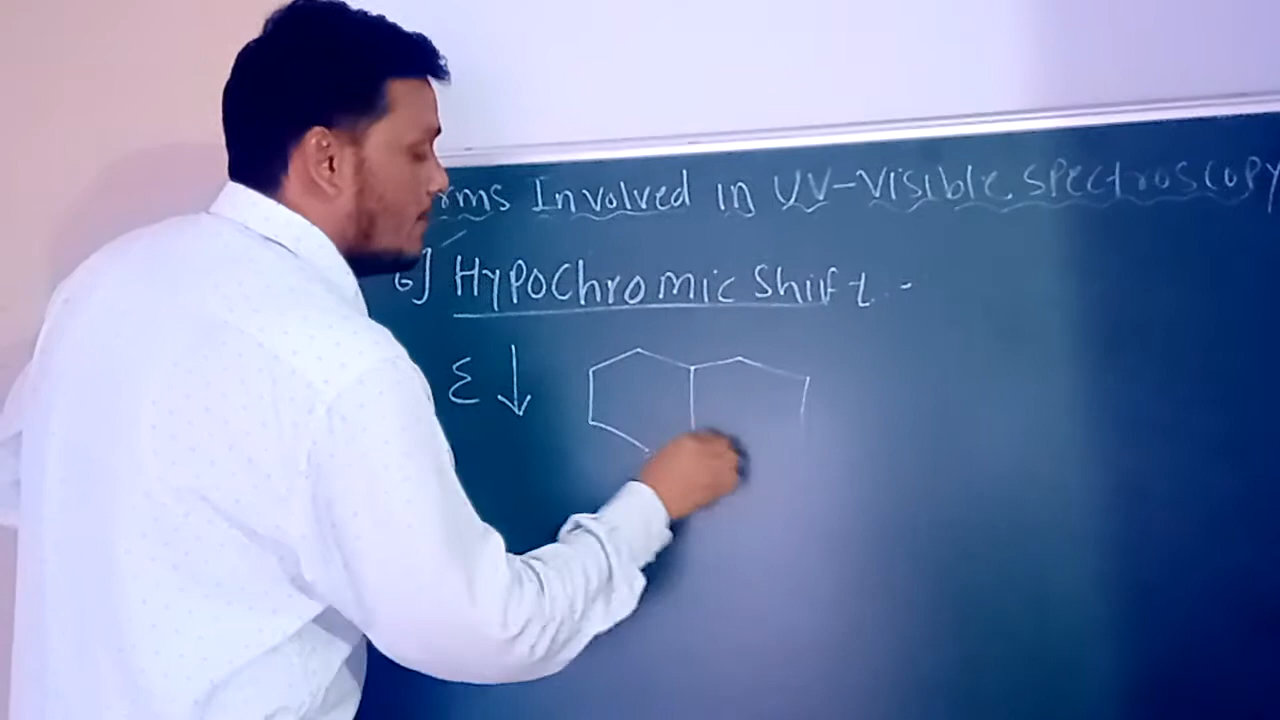 rms Involved in UV-Visible spectroscopy
6] Hypochromic shift.
ε ↓